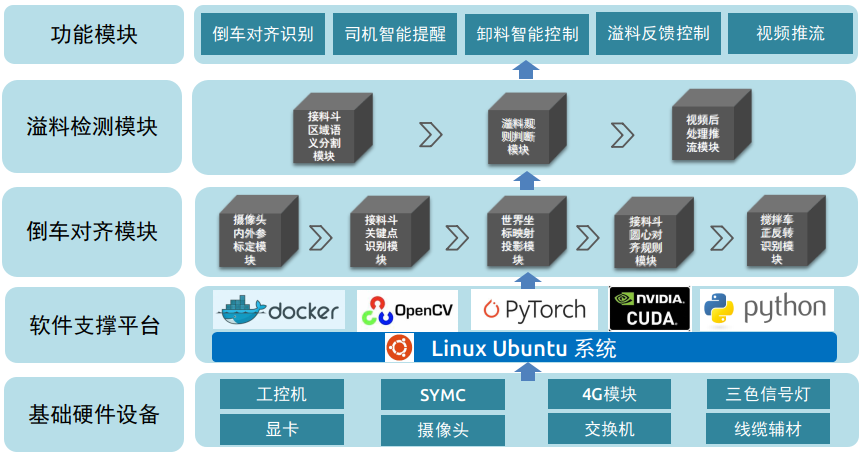 功能模块
倒车对齐识别
司机智能提醒
卸料智能控制
溢料反馈控制
视频推流
溢料检测模块
接料斗
区域语
义分割
模块
溢料规
则判断
模块
视频后
处理推
流模块
倒车对齐模块
摄像头
内外参
标定模
块
接料斗
关键点
识别模
块
世界坐
标映射
投影模
块
接料斗
圆心对
齐规则
模块
搅拌车
正反转
识别模
块
软件支撑平台
docker
OpenCV
PyTorch
NVIDIA.
CUDA.
python
Linux Ubuntu 系统
基础硬件设备
工控机
SYMC
4G模块
三色信号灯
显卡
摄像头
交换机
线缆辅材